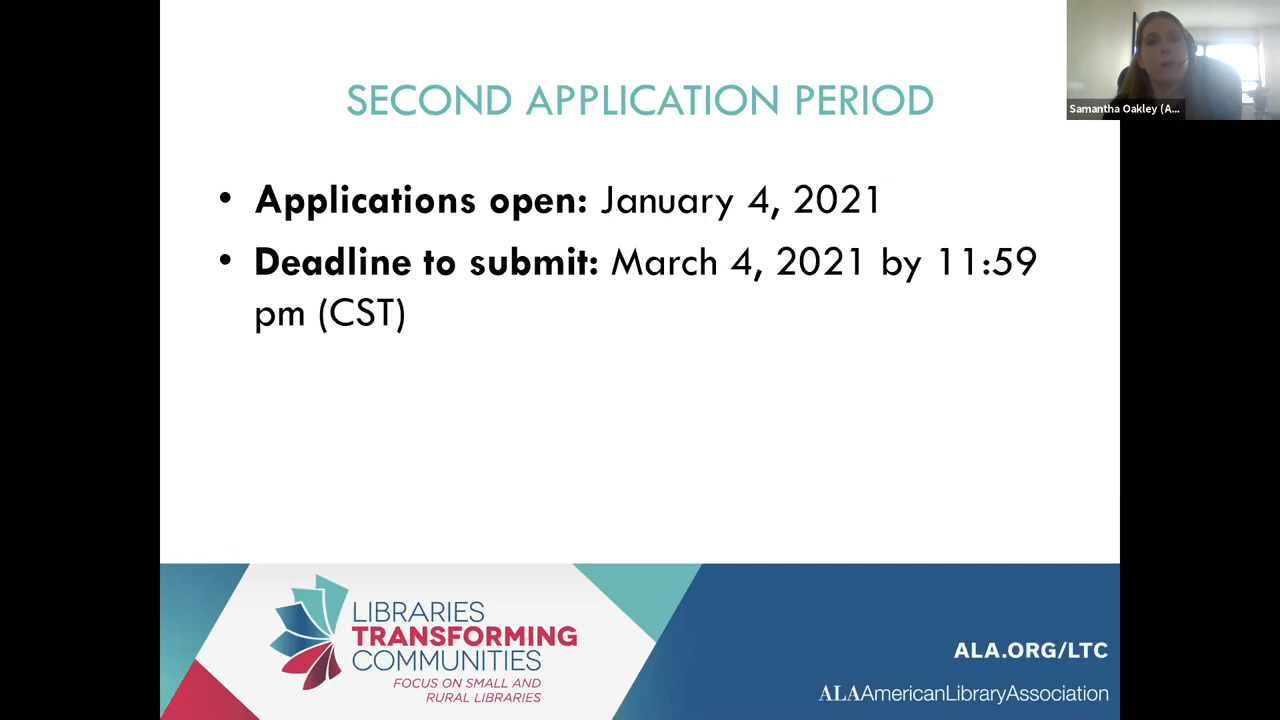 SECOND APPLICATION PERIOD
Samantha Oakley (A...
• Applications open: January 4, 2021
• Deadline to submit: March 4, 2021 by 11:59
pm (CST)
LIBRARIES
TRANSFORMING
COMMUNITIES
FOCUS ON SMALL AND
RURAL LIBRARIES
ALA.ORG/LTC
ALAAmericanLibraryAssociation